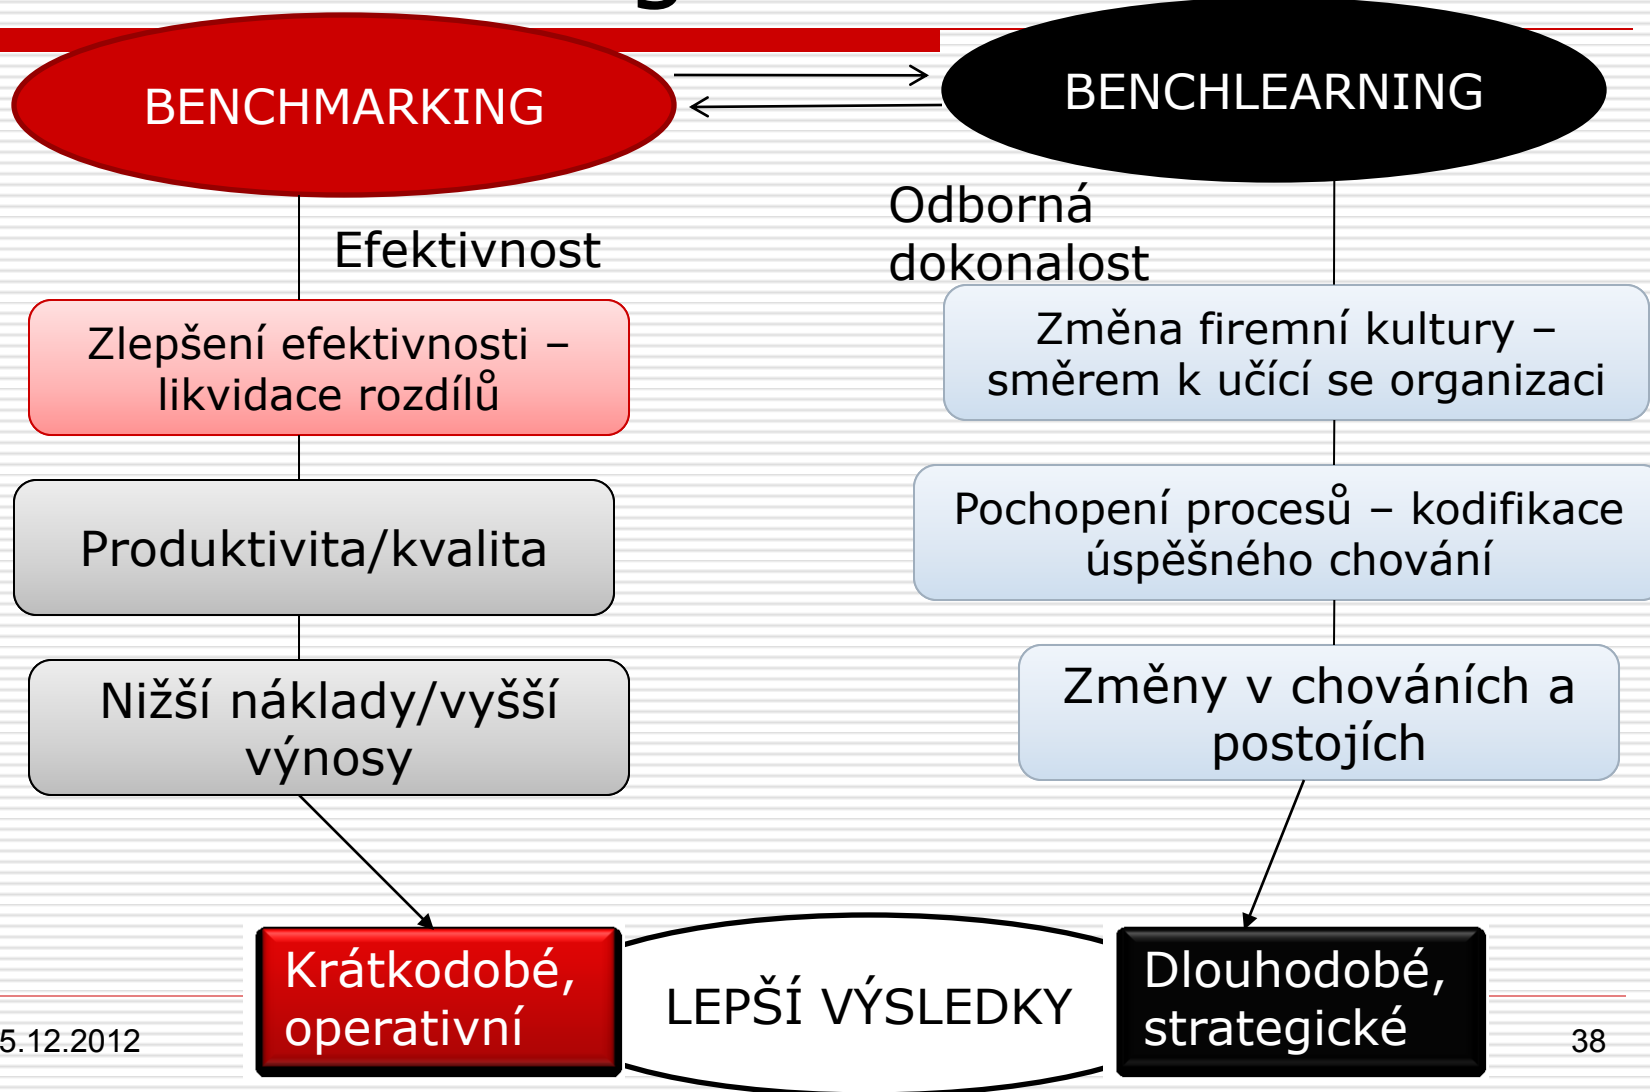 BENCHMARKING
BENCHLEARNING
Efektivnost
Odborná
dokonalost
Zlepšení efektivnosti –
likvidace rozdílů
Změna firemní kultury –
směrem k učící se organizaci
Produktivita/kvalita
Pochopení procesů – kodifikace
úspěšného chování
Nižší náklady/vyšší
výnosy
Změny v chováních a
postojích
Krátkodobé,
operativní
LEPŠÍ VÝSLEDKY
Dlouhodobé,
strategické
5.12.2012
38